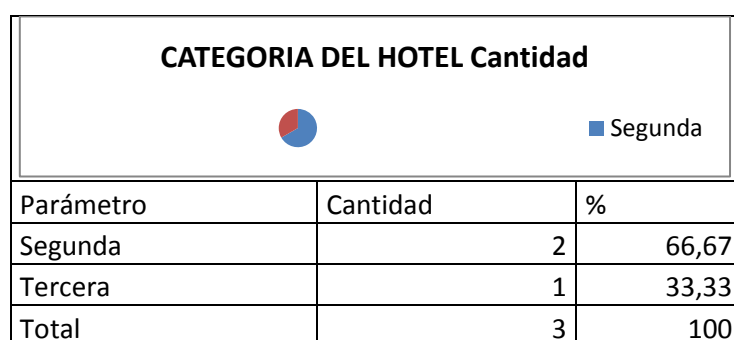 CATEGORIA DEL HOTEL Cantidad
Segunda
Parámetro Cantidad %
Segunda 2 66,67
Tercera 1 33,33
Total 3 100